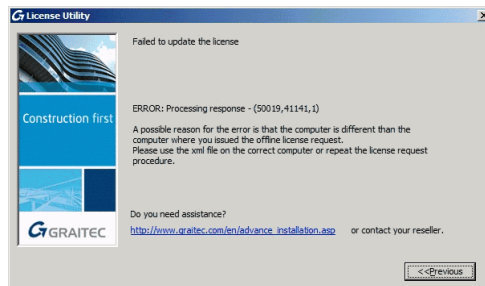 License Utility
Failed to update the license
ERROR: Processing response - (50019,41141,1)
Construction first
A possible reason for the error is that the computer is different than the
computer where you issued the offline license request.
Please use the xml file on the correct computer or repeat the license request
procedure.
Do you need assistance?
GRAITEC
http://www.graitec.com/en/advance_installation.asp or contact your reseller.
<<Previous